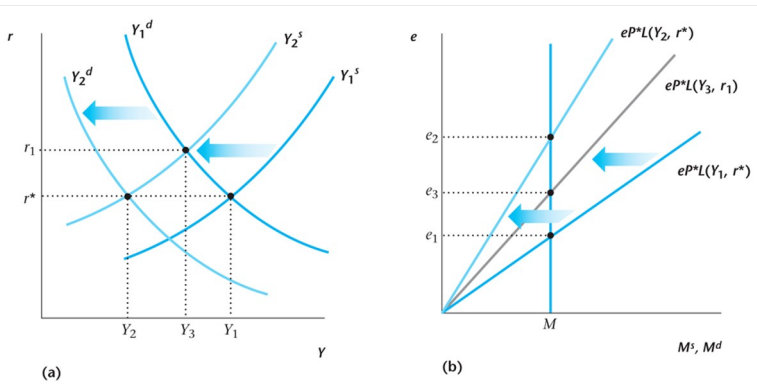 r
Y₁ᵈ
Y₂ᵈ
Y₂ˢ
Y₁ˢ
r₁
r*
Y₂
Y₃
Y₁
Y
(a)
e
eP*L(Y₂, r*)
eP*L(Y₃, r₁)
eP*L(Y₁, r*)
e₂
e₃
e₁
M
Mˢ, Mᵈ
(b)